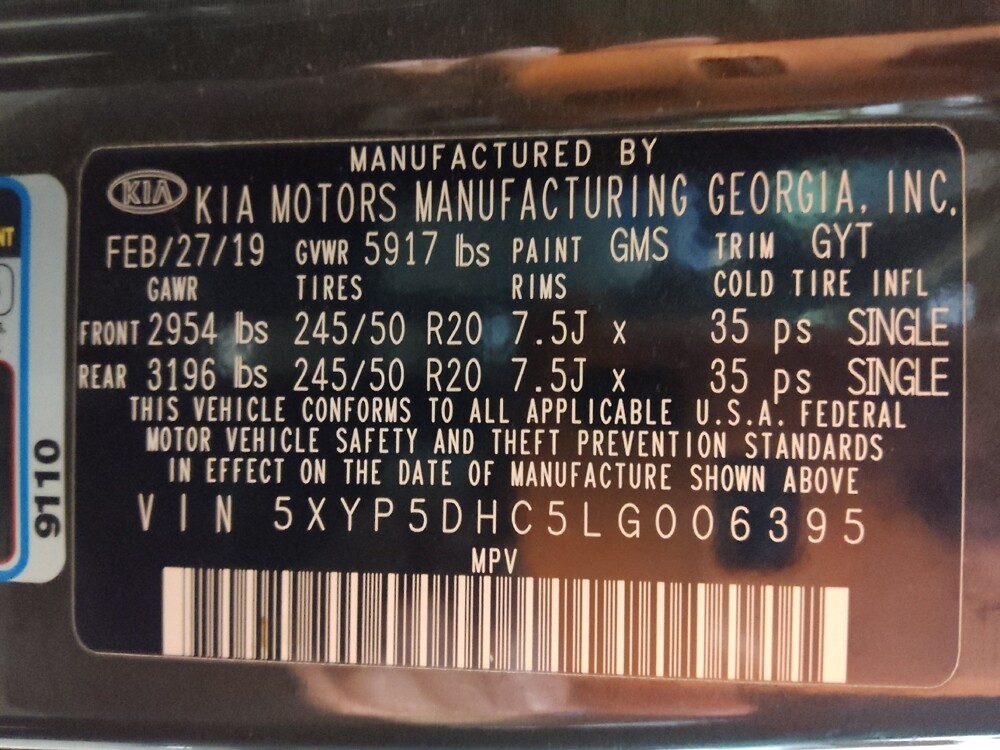 MANUFACTURED BY
KIA KIA MOTORS MANUFACTURING GEORGIA, INC.
FEB/27/19 GVWR 5917 lbs PAINT GMS TRIM GYT
GAWR TIRES RIMS COLD TIRE INFL
FRONT 2954 lbs 245/50 R20 7.5J x 35 ps SINGLE
REAR 3196 lbs 245/50 R20 7.5J x 35 ps SINGLE
THIS VEHICLE CONFORMS TO ALL APPLICABLE U.S.A. FEDERAL
MOTOR VEHICLE SAFETY AND THEFT PREVENTION STANDARDS
IN EFFECT ON THE DATE OF MANUFACTURE SHOWN ABOVE
VIN 5XYP5DHC5LG006395
MPV
9110